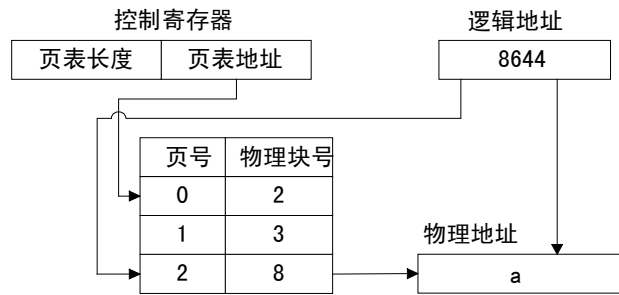 控制寄存器
逻辑地址
页表长度 页表地址
8644
页号 物理块号
0 2
1 3
物理地址
2 8
a